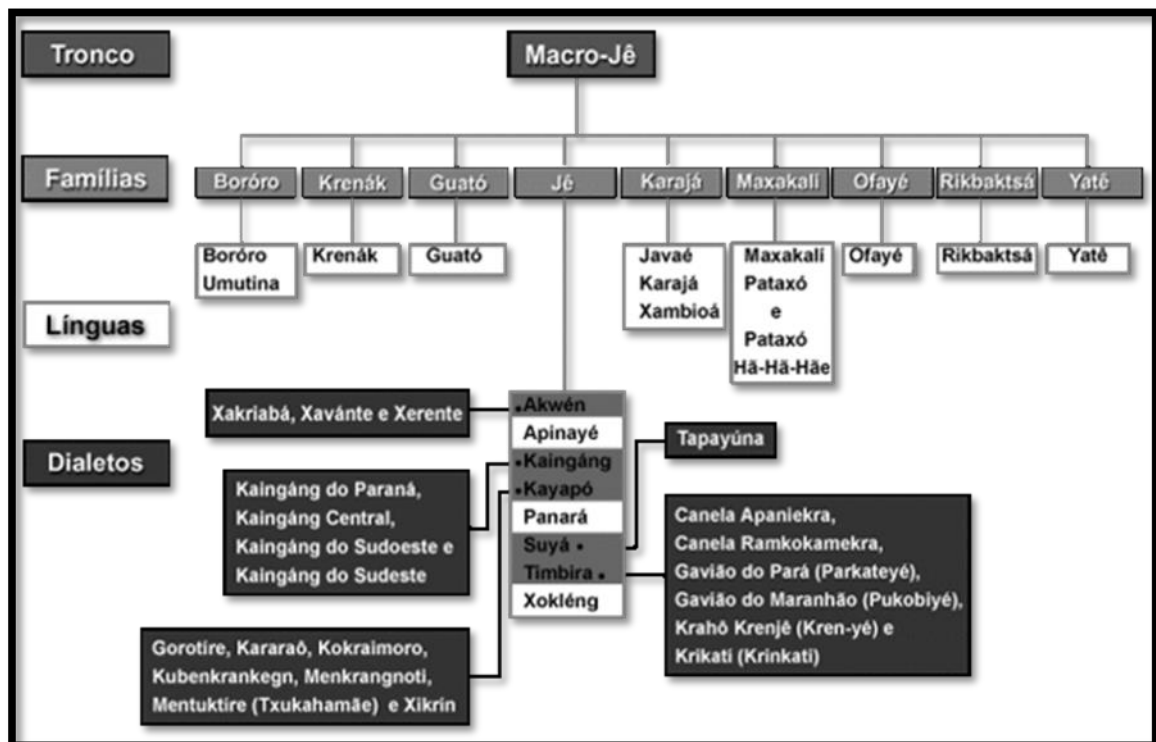 Tronco
Macro-Jê
Famílias
Boróro
Krenák
Guató
Jê
Karajá
Maxakalí
Ofayé
Rikbaktsá
Yatê
Línguas
Boróro
Umutina
Krenák
Guató
Javaé
Karajá
Xambioá
Maxakalí
Pataxó
e
Pataxó
Hã-Hã-Hãe
Ofayé
Rikbaktsá
Yatê
Dialetos
Xakriabá, Xavánte e Xerente
•Akwén
Apinayé
•Kaingáng
•Kayapó
Panará
Suyá •
Timbira •
Xokléng
Tapayúna
Kaingáng do Paraná,
Kaingáng Central,
Kaingáng do Sudoeste e
Kaingáng do Sudeste
Canela Apaniekra,
Canela Ramkokamekra,
Gavião do Pará (Parkateyé),
Gavião do Maranhão (Pukobiyé),
Krahô Krenjê (Kren-yé) e
Krikati (Krinkati)
Gorotire, Kararaô, Kokraimoro,
Kubenkrankegn, Menkrangnoti,
Mentuktire (Txukahamãe) e Xikrin